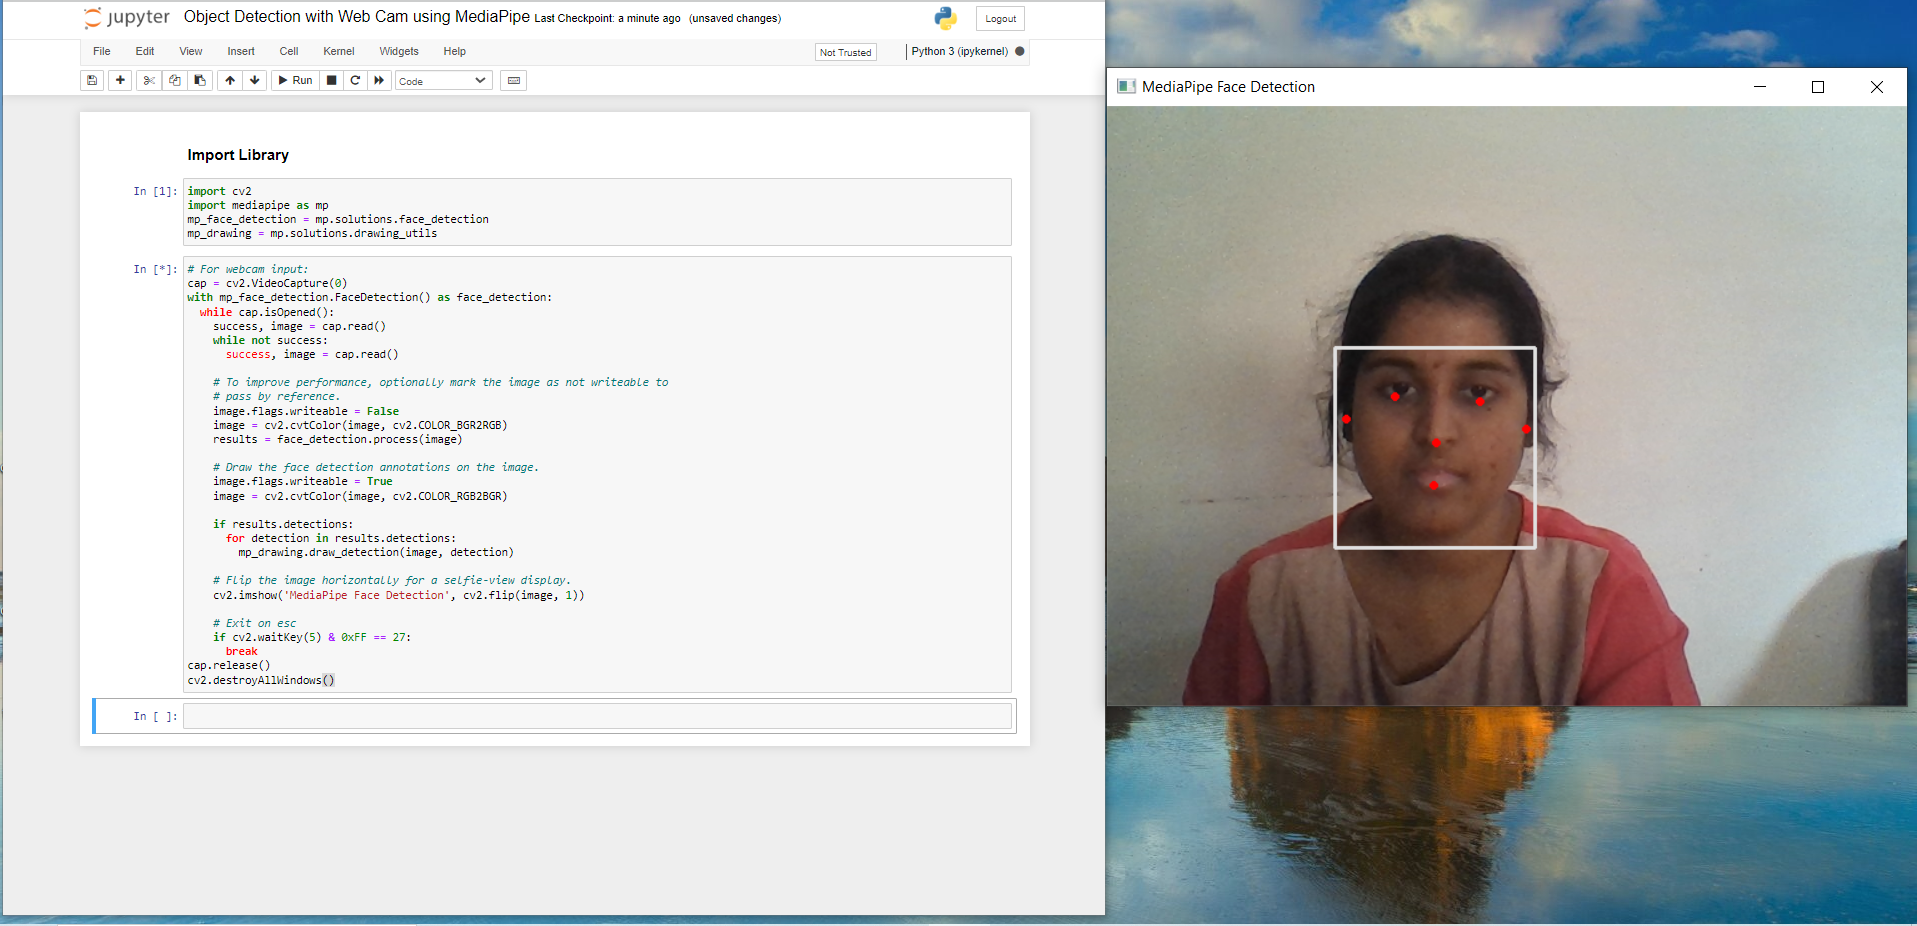 jupyter Object Detection with Web Cam using MediaPipe Last Checkpoint: a minute ago (unsaved changes) Logout
File Edit View Insert Cell Kernel Widgets Help Not Trusted Python 3 (ipykernel)
Run Code
MediaPipe Face Detection
Import Library
In [1]: import cv2
import mediapipe as mp
mp_face_detection = mp.solutions.face_detection
mp_drawing = mp.solutions.drawing_utils
In [*]: # For webcam input:
cap = cv2.VideoCapture(0)
with mp_face_detection.FaceDetection() as face_detection:
while cap.isOpened():
success, image = cap.read()
while not success:
success, image = cap.read()
# To improve performance, optionally mark the image as not writeable to
# pass by reference.
image.flags.writeable = False
image = cv2.cvtColor(image, cv2.COLOR_BGR2RGB)
results = face_detection.process(image)
# Draw the face detection annotations on the image.
image.flags.writeable = True
image = cv2.cvtColor(image, cv2.COLOR_RGB2BGR)
if results.detections:
for detection in results.detections:
mp_drawing.draw_detection(image, detection)
# Flip the image horizontally for a selfie-view display.
cv2.imshow('MediaPipe Face Detection', cv2.flip(image, 1))
# Exit on esc
if cv2.waitKey(5) & 0xFF == 27:
break
cap.release()
cv2.destroyAllWindows()
In [ ]: